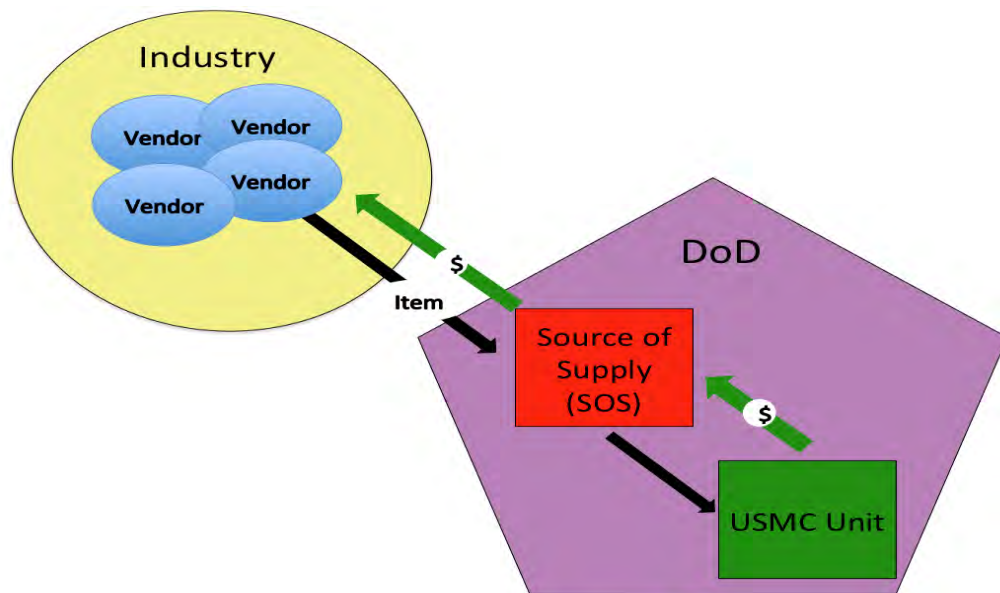 Industry
Vendor
Vendor
Vendor
Vendor
$
Item
DoD
Source of
Supply
(SOS)
$
USMC Unit